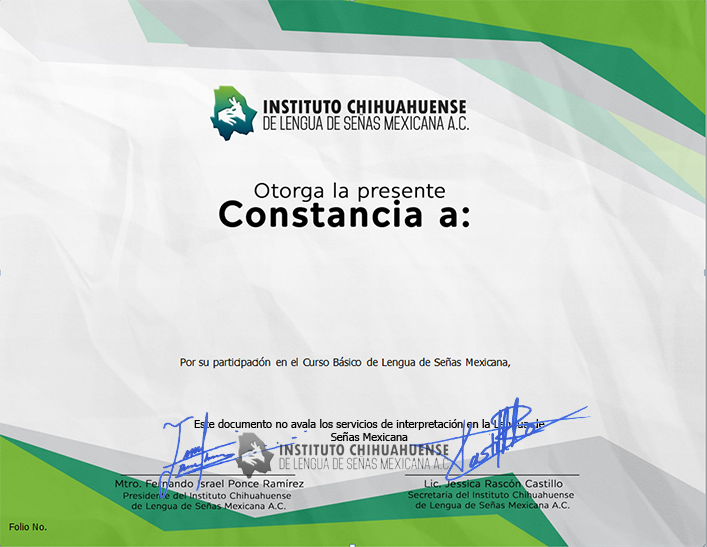 INSTITUTO CHIHUAHUENSE
DE LENGUA DE SEÑAS MEXICANA A.C.
Otorga la presente
Constancia a:
Por su participación en el Curso Básico de Lengua de Señas Mexicana,
Este documento no avala los servicios de interpretación en la Lengua de
Señas Mexicana
INSTITUTO CHIHUAHUENSE
DE LENGUA DE SEÑAS MEXICANA A.C.
Mtro. Fernando Israel Ponce Ramírez
Presidente del Instituto Chihuahuense
de Lengua de Señas Mexicana A.C.
Lic. Jessica Rascón Castillo
Secretaria del Instituto Chihuahuense
de Lengua de Señas Mexicana A.C.
Folio No.